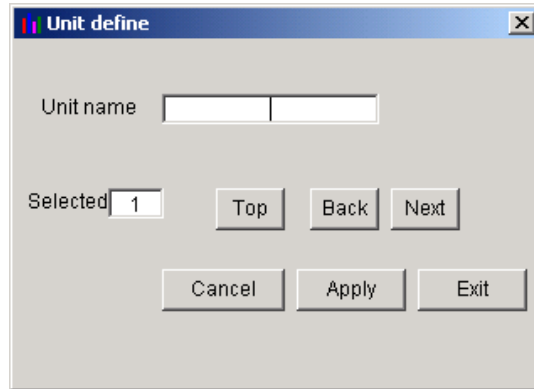 Unit define
Unit name
Selected 1 Top Back Next
Cancel Apply Exit